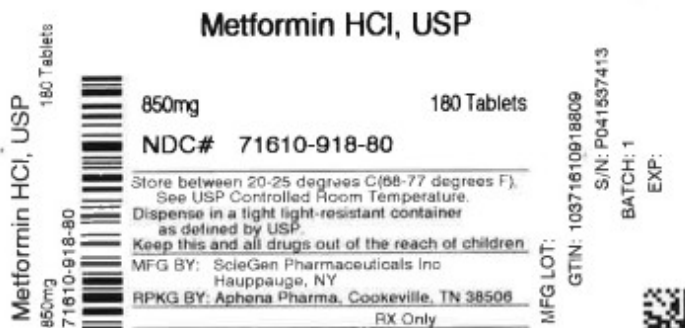 Metformin HCl, USP
850mg 180 Tablets
NDC# 71610-918-80
Store between 20-25 degrees C(68-77 degrees F).
See USP Controlled Room Temperature.
Dispense in a tight light-resistant container
as defined by USP.
Keep this and all drugs out of the reach of children
MFG BY: ScieGen Pharmaceuticals Inc
Hauppauge, NY
RPKG BY: Aphena Pharma, Cookeville, TN 38506
RX Only
Metformin HCl, USP
850mg
180 Tablets
71610-918-80
MFG LOT:
GTIN: 10371610918809
S/N: P041537413
BATCH: 1
EXP: